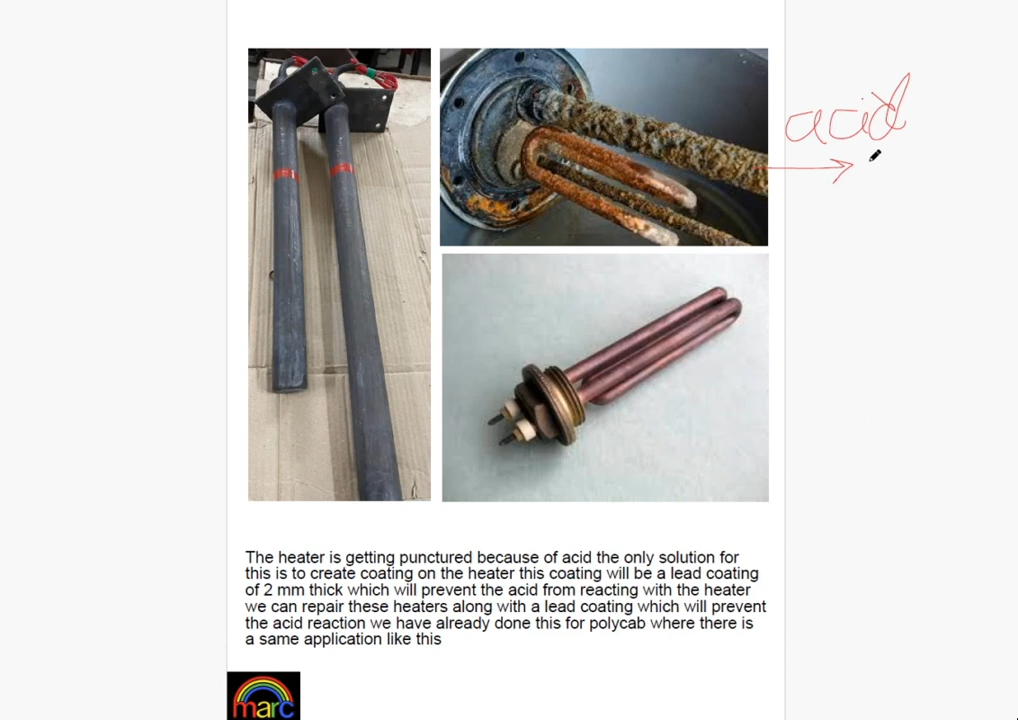 acid
The heater is getting punctured because of acid the only solution for
this is to create coating on the heater this coating will be a lead coating
of 2 mm thick which will prevent the acid from reacting with the heater
we can repair these heaters along with a lead coating which will prevent
the acid reaction we have already done this for polycab where there is
a same application like this
marc